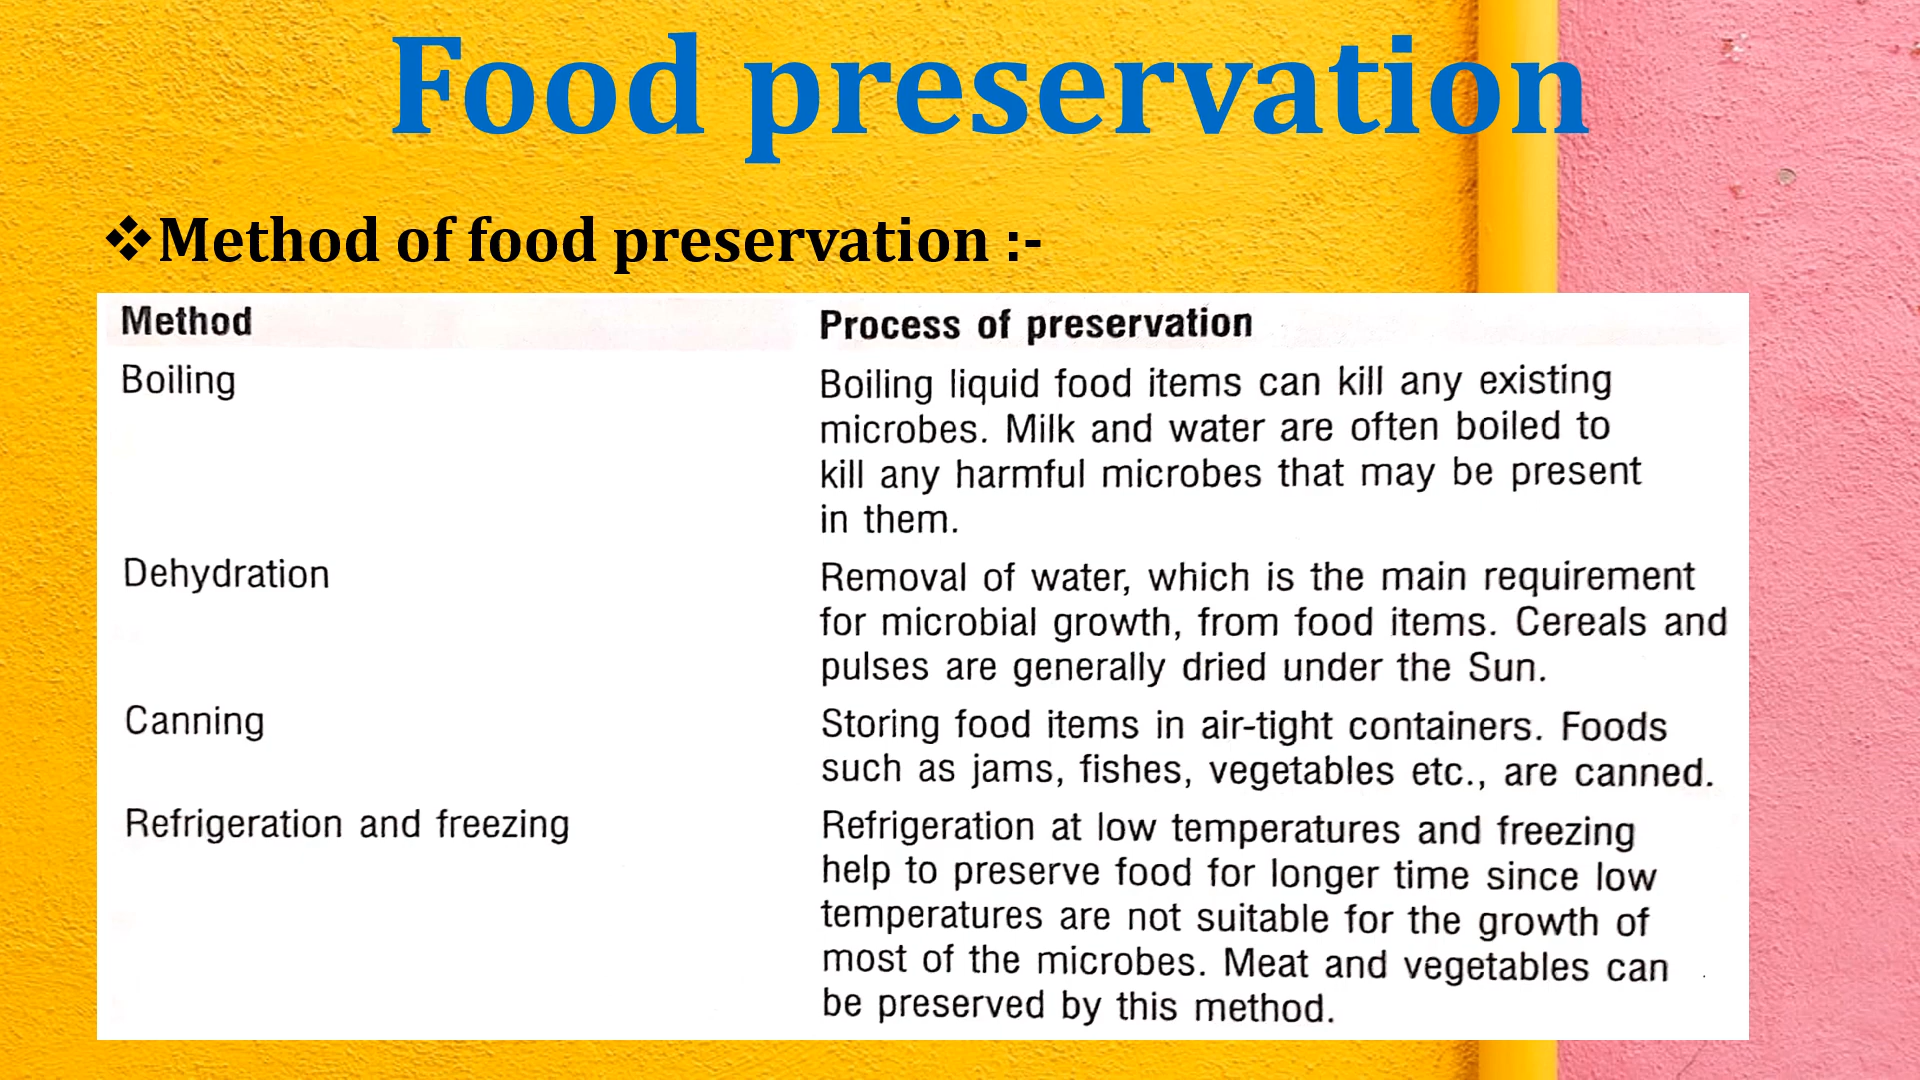 Food preservation
❖Method of food preservation :-
Method
Process of preservation
Boiling
Boiling liquid food items can kill any existing
microbes. Milk and water are often boiled to
kill any harmful microbes that may be present
in them.
Dehydration
Removal of water, which is the main requirement
for microbial growth, from food items. Cereals and
pulses are generally dried under the Sun.
Canning
Storing food items in air-tight containers. Foods
such as jams, fishes, vegetables etc., are canned.
Refrigeration and freezing
Refrigeration at low temperatures and freezing
help to preserve food for longer time since low
temperatures are not suitable for the growth of
most of the microbes. Meat and vegetables can
be preserved by this method.